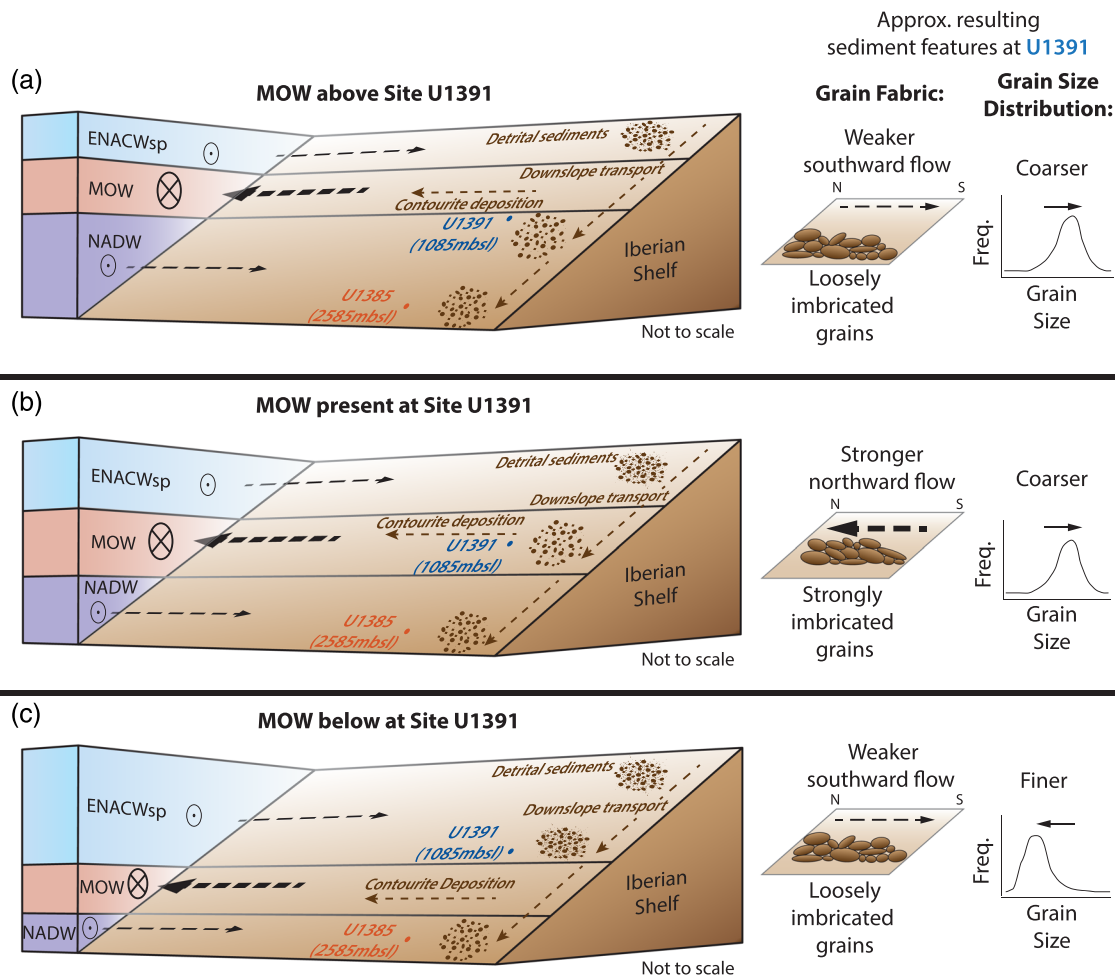 Approx. resulting
sediment features at U1391
(a)
MOW above Site U1391
Grain Fabric:
Grain Size
Distribution:
ENACWsp
MOW
NADW
Detrital sediments
Downslope transport
Contourite deposition
U1391
(1085mbsl)
U1385
(2585mbsl)
Iberian
Shelf
Not to scale
Weaker
southward flow
N
S
Loosely
imbricated
grains
Coarser
Freq.
Grain
Size
(b)
MOW present at Site U1391
ENACWsp
MOW
NADW
Detrital sediments
Downslope transport
Contourite deposition
U1391
(1085mbsl)
U1385
(2585mbsl)
Iberian
Shelf
Not to scale
Stronger
northward flow
N
S
Strongly
imbricated
grains
Coarser
Freq.
Grain
Size
(c)
MOW below at Site U1391
ENACWsp
MOW
NADW
Detrital sediments
Downslope transport
U1391
(1085mbsl)
Contourite Deposition
U1385
(2585mbsl)
Iberian
Shelf
Not to scale
Weaker
southward flow
N
S
Loosely
imbricated
grains
Finer
Freq.
Grain
Size